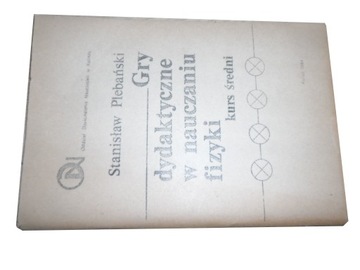 Stanisław Plebański
Gry
dydaktyczne
w nauczaniu
fizyki
kurs średni